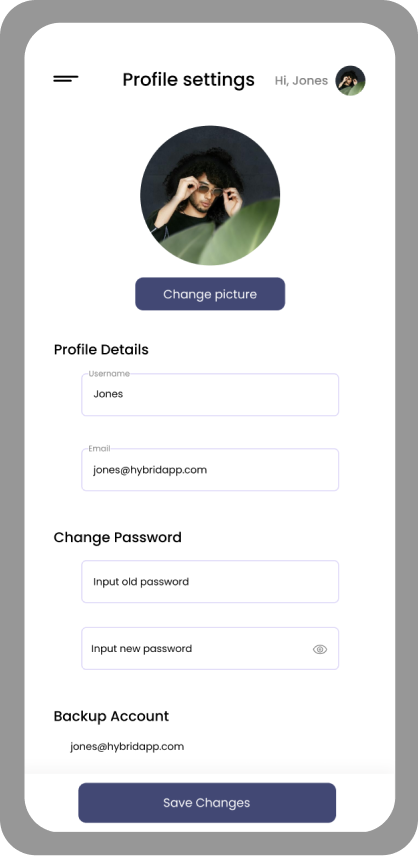 Profile settings
Hi, Jones
Change picture
Profile Details
Username
Jones
Email
jones@hybridapp.com
Change Password
Input old password
Input new password
Backup Account
jones@hybridapp.com
Save Changes